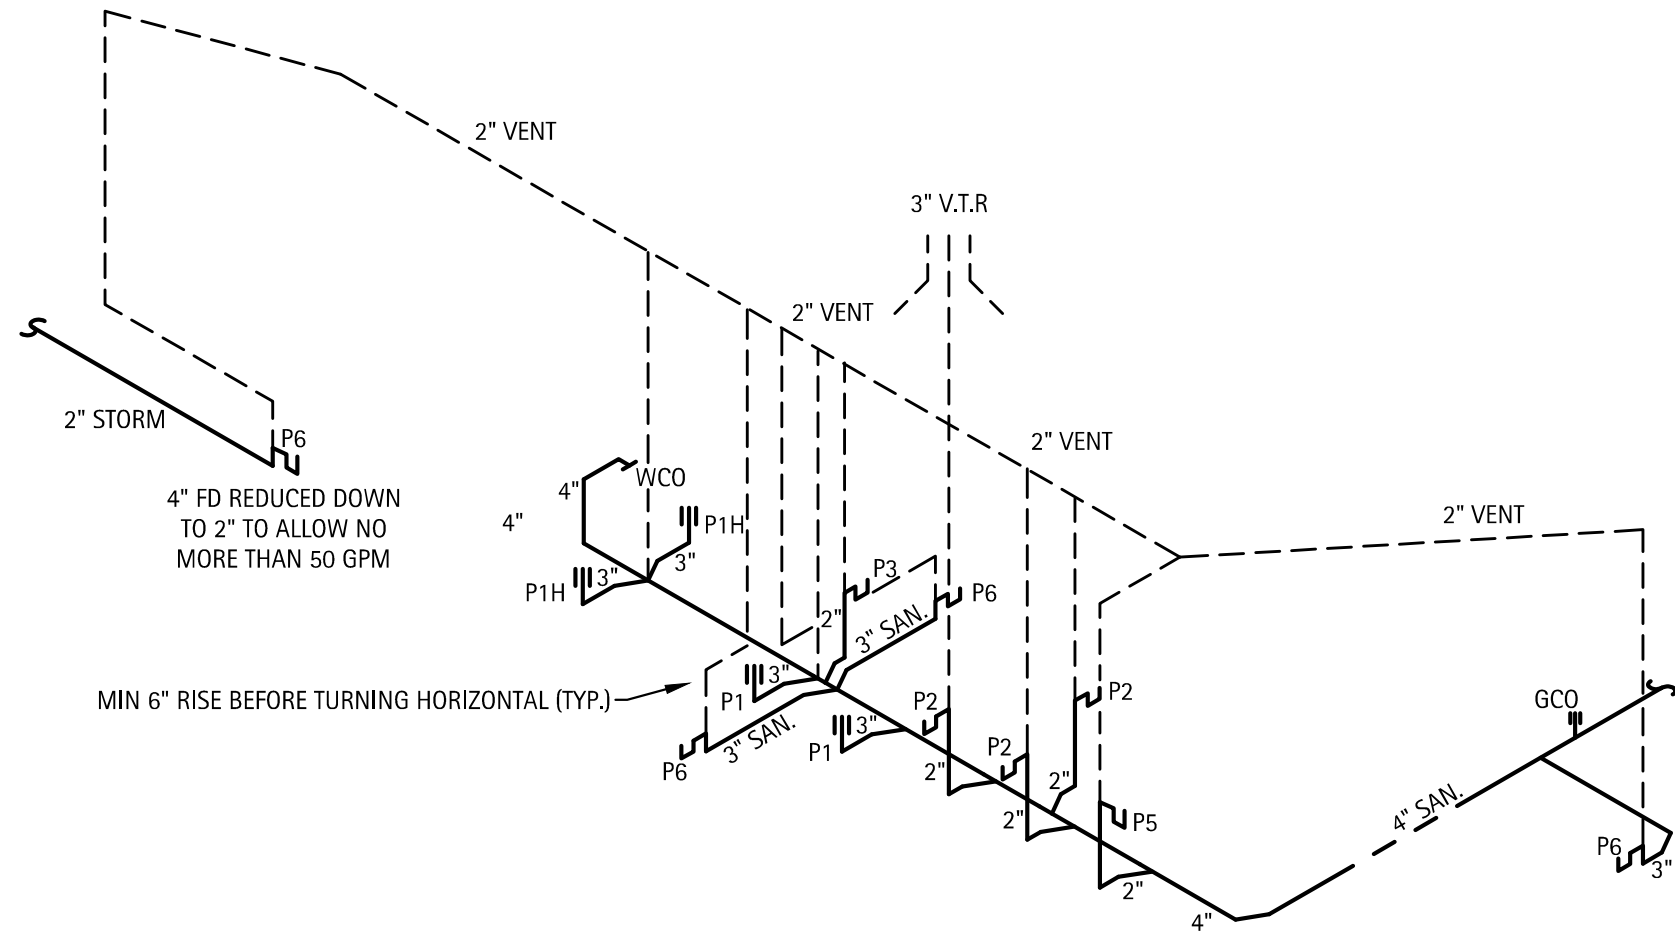 2" VENT
3" V.T.R
2" VENT
2" STORM
P6
2" VENT
4" FD REDUCED DOWN
TO 2" TO ALLOW NO
MORE THAN 50 GPM
4"
WCO
4"
P1H
2" VENT
3"
3"
P1H
P3
P6
2"
3" SAN.
MIN 6" RISE BEFORE TURNING HORIZONTAL (TYP.)
3"
P1
P2
P2
GCO
3" SAN.
3"
P1
P6
P2
2"
2"
4" SAN.
2"
P5
P6
3"
2"
4"